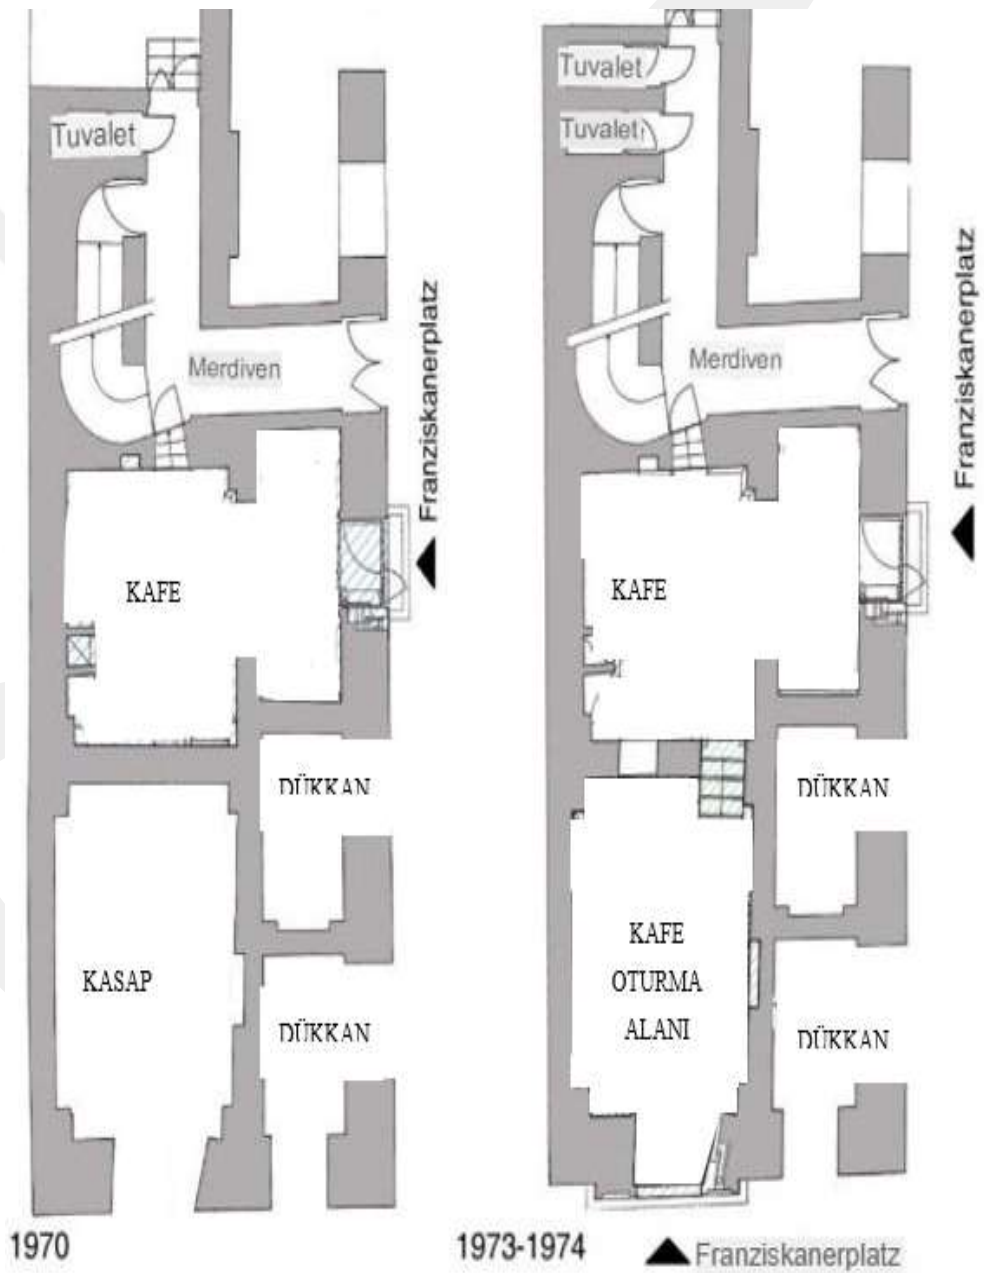 Tuvalet
Merdiven
Franziskanerplatz
KAFE
DÜKKAN
KASAP
DÜKKAN
1970
Tuvalet
Tuvalet
Merdiven
Franziskanerplatz
KAFE
DÜKKAN
KAFE
OTURMA
ALANI
DÜKKAN
1973-1974
Franziskanerplatz